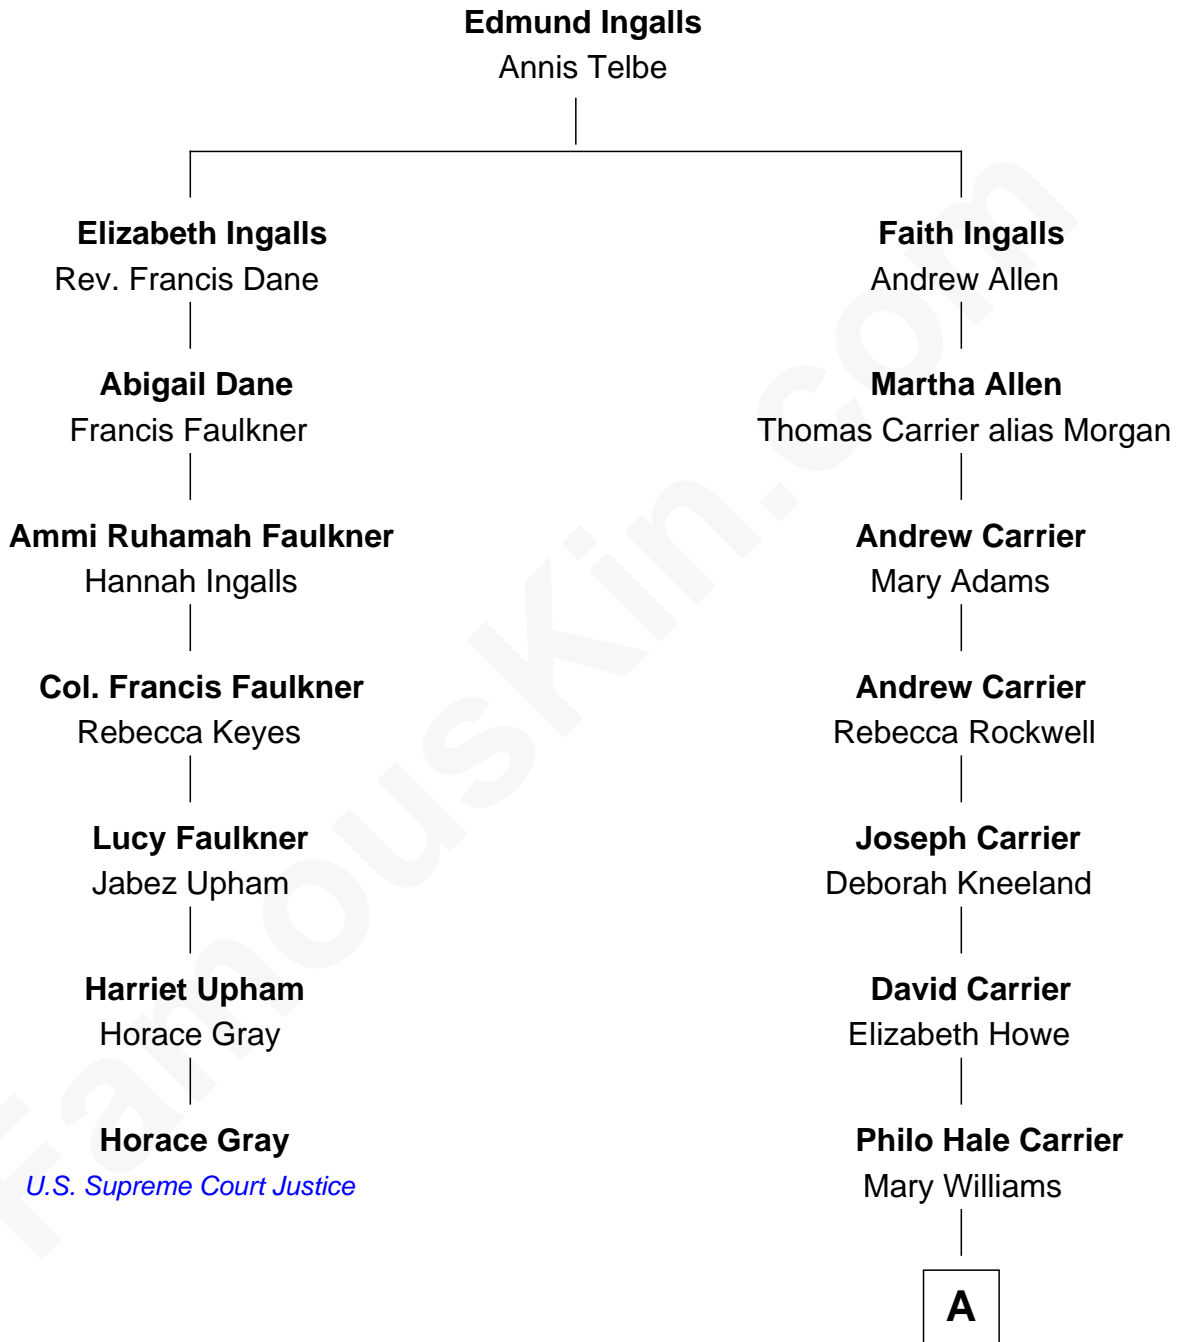 Edmund Ingalls
Annis Telbe
Elizabeth Ingalls
Rev. Francis Dane
Faith Ingalls
Andrew Allen
Abigail Dane
Francis Faulkner
Martha Allen
Thomas Carrier alias Morgan
Ammi Ruhamah Faulkner
Hannah Ingalls
Andrew Carrier
Mary Adams
Col. Francis Faulkner
Rebecca Keyes
Andrew Carrier
Rebecca Rockwell
Lucy Faulkner
Jabez Upham
Joseph Carrier
Deborah Kneeland
Harriet Upham
Horace Gray
David Carrier
Elizabeth Howe
Horace Gray
U.S. Supreme Court Justice
Philo Hale Carrier
Mary Williams
A
FamousKin.com